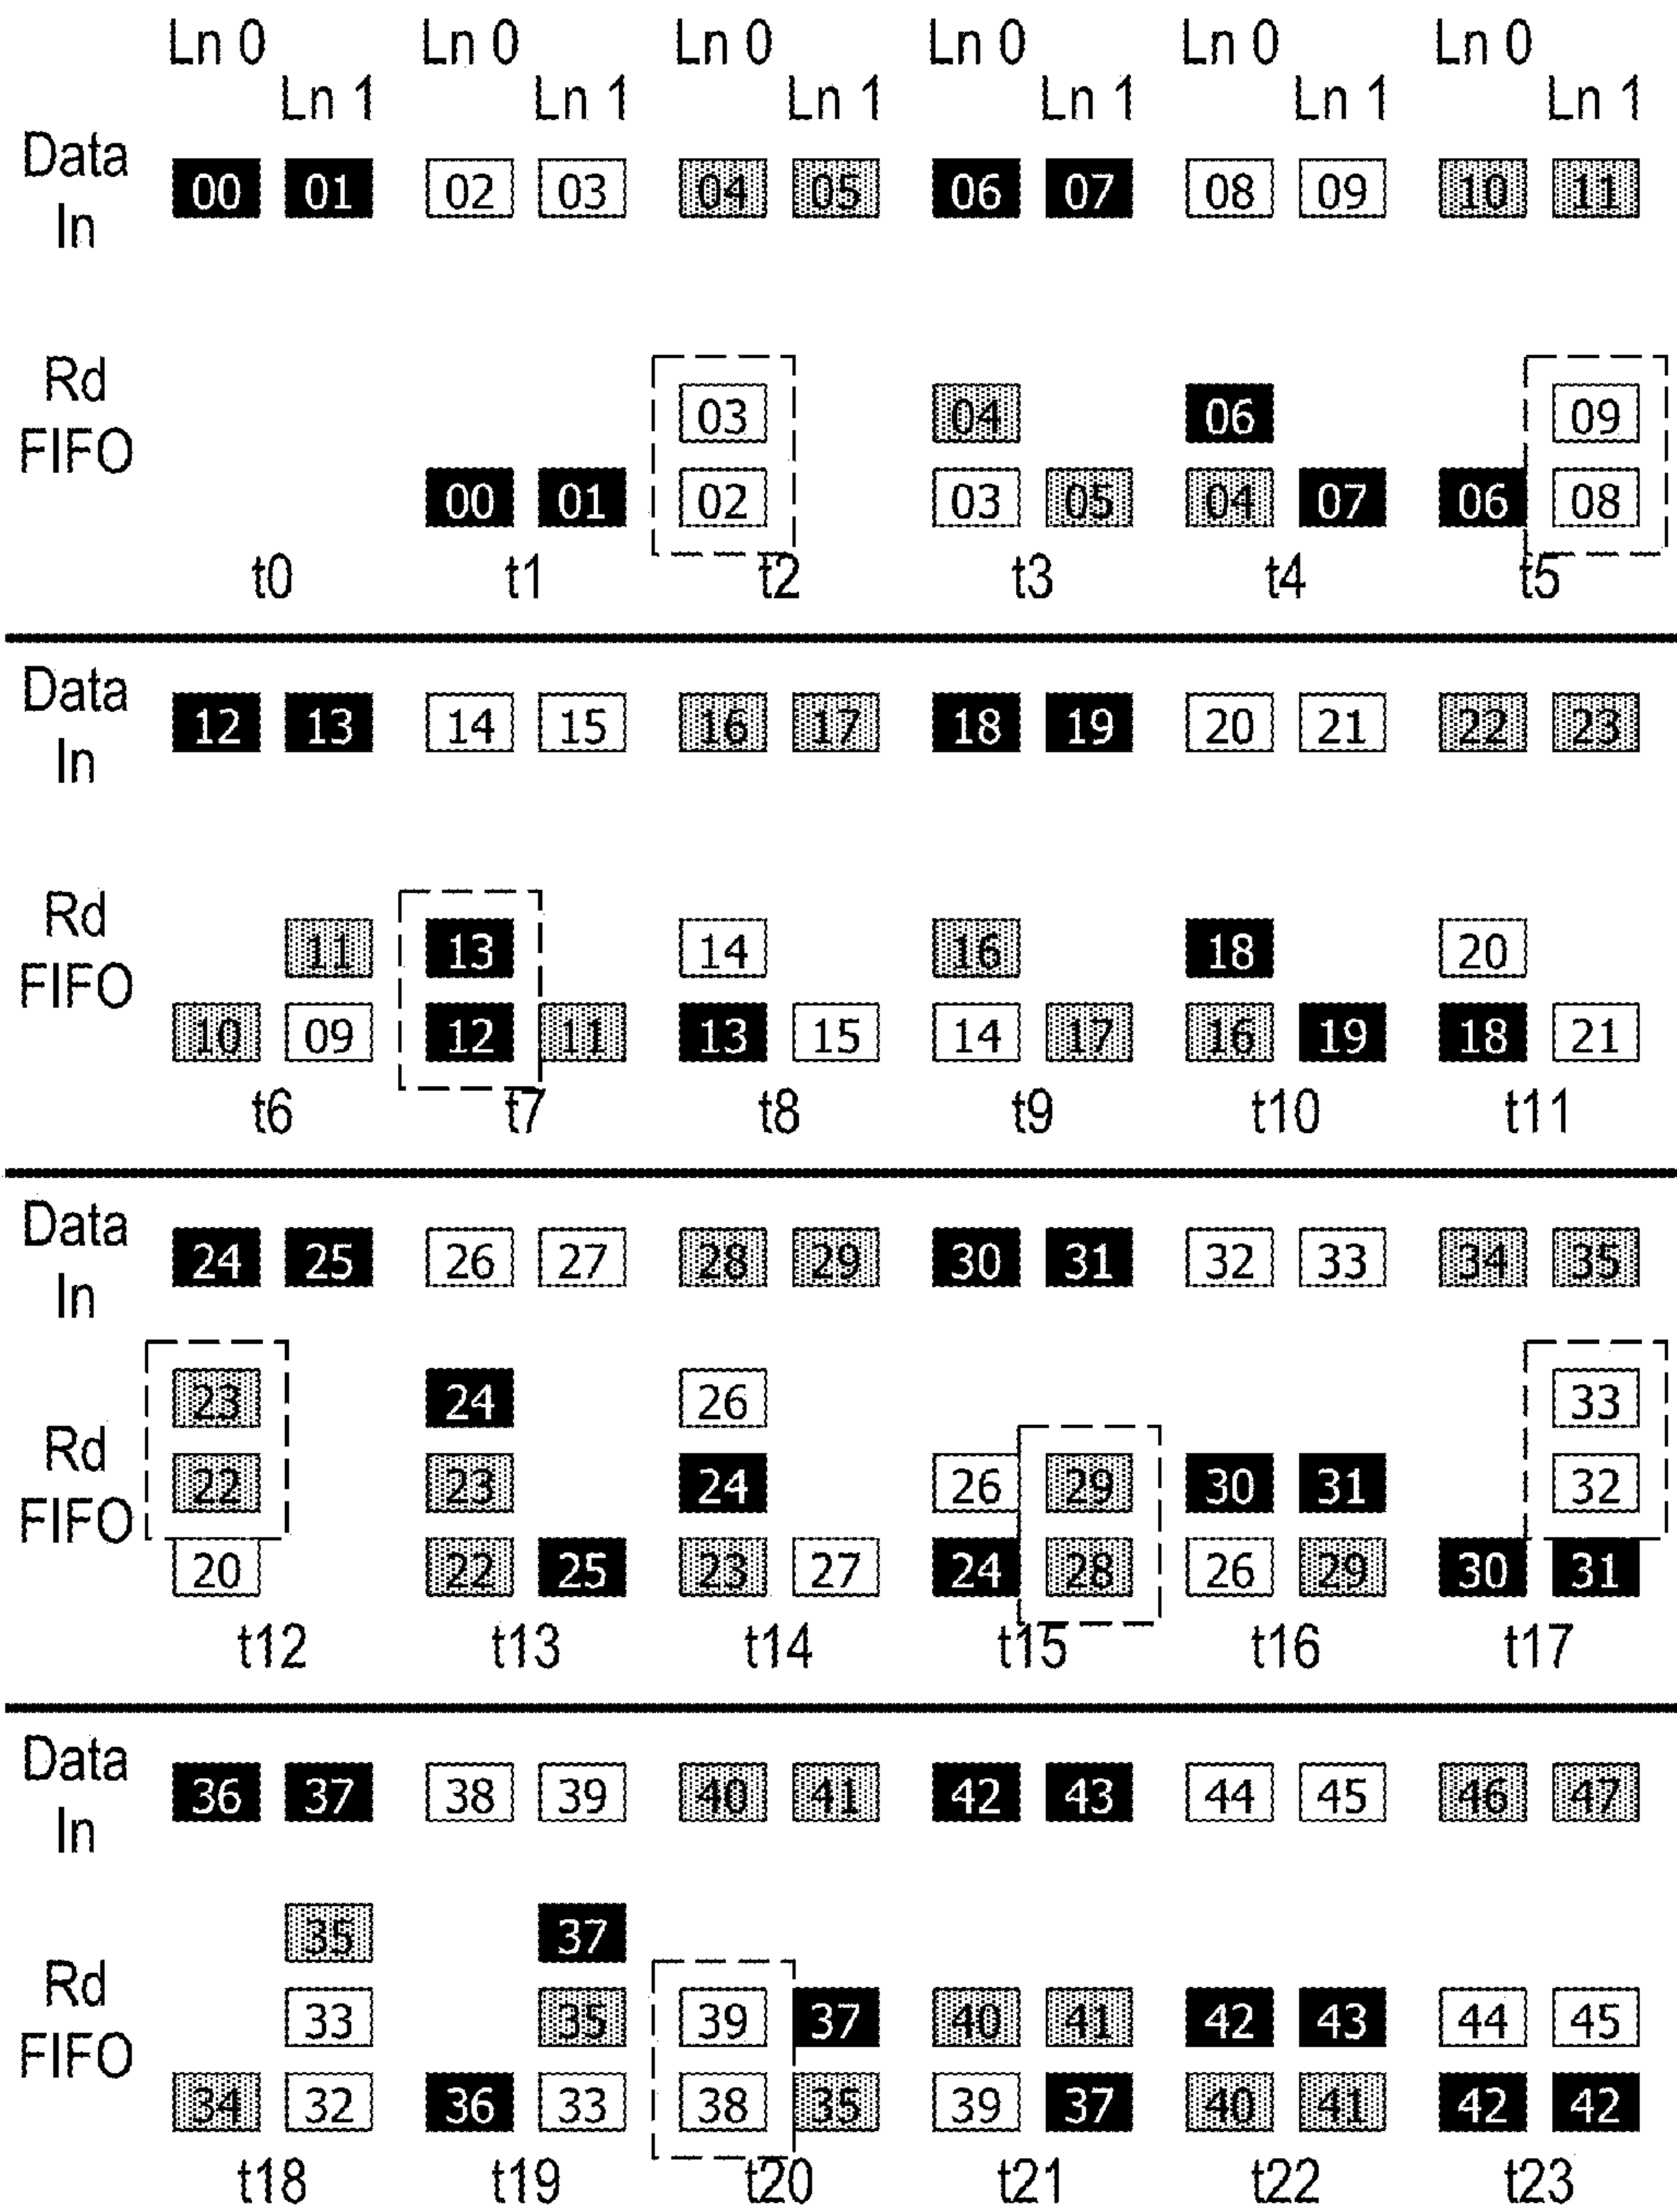 Ln 0 Ln 0 Ln 0 Ln 0 Ln 0 Ln 0
Ln 1 Ln 1 Ln 1 Ln 1 Ln 1 Ln 1
Data In 00 01 02 03 04 05 06 07 08 09 10 11
Rd FIFO
03 04 06 09
00 01 02 03 05 04 07 06 08
t0 t1 t2 t3 t4 t5
Data In 12 13 14 15 16 17 18 19 20 21 22 23
Rd FIFO
11 13 14 16 18 20
10 09 12 11 13 15 14 17 16 19 18 21
t6 t7 t8 t9 t10 t11
Data In 24 25 26 27 28 29 30 31 32 33 34 35
Rd FIFO
23 24 26 33
22 23 24 26 29 30 31 32
20 22 25 23 27 24 28 26 29 30 31
t12 t13 t14 t15 t16 t17
Data In 36 37 38 39 40 41 42 43 44 45 46 47
Rd FIFO
35 37
33 35 39 37 40 41 42 43 44 45
34 32 36 33 38 35 39 37 40 41 42 42
t18 t19 t20 t21 t22 t23